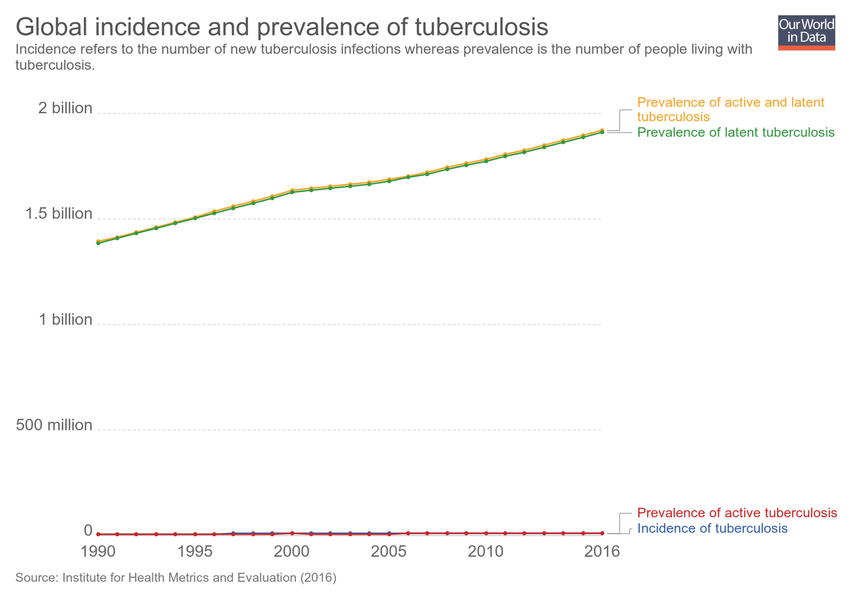 Global incidence and prevalence of tuberculosis
Our World
in Data
Incidence refers to the number of new tuberculosis infections whereas prevalence is the number of people living with
tuberculosis.
2 billion
1.5 billion
1 billion
500 million
0
Prevalence of active and latent
tuberculosis
Prevalence of latent tuberculosis
Prevalence of active tuberculosis
Incidence of tuberculosis
1990 1995 2000 2005 2010 2016
Source: Institute for Health Metrics and Evaluation (2016)